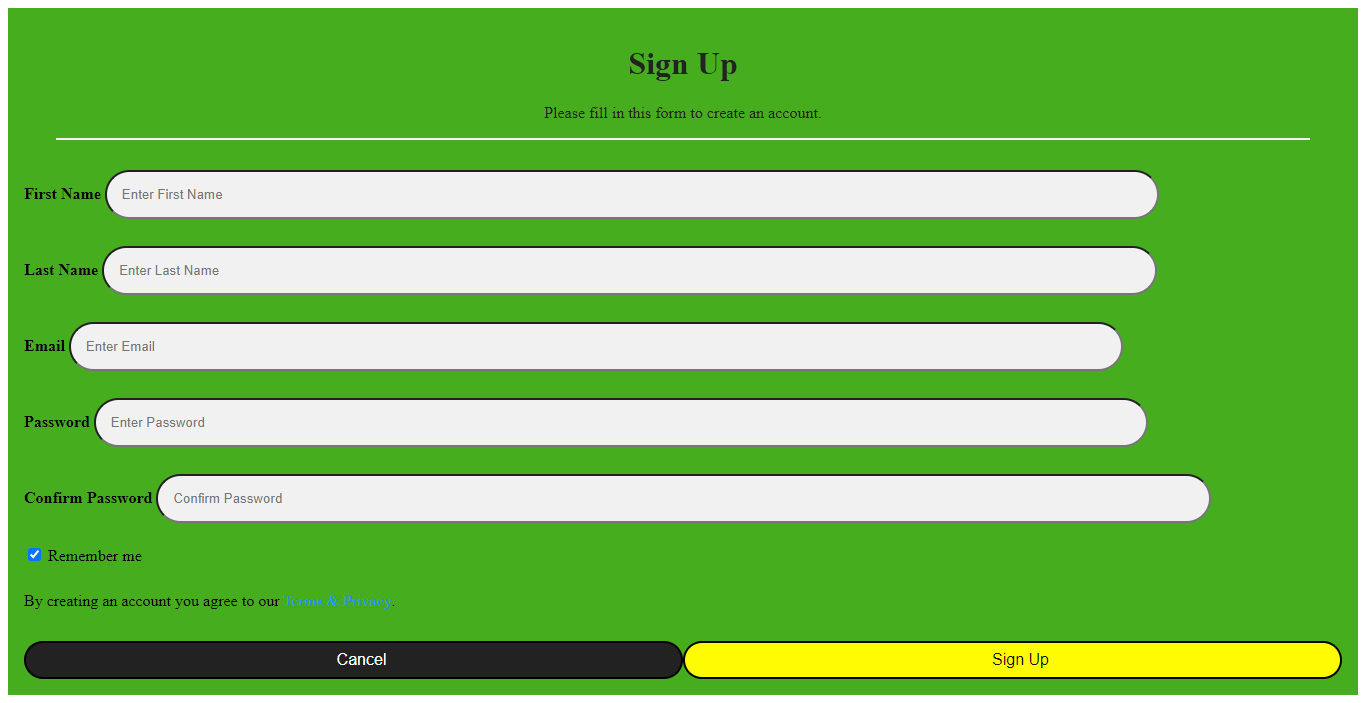 Sign Up
Please fill in this form to create an account.
First Name Enter First Name
Last Name Enter Last Name
Email Enter Email
Password Enter Password
Confirm Password Confirm Password
Remember me
By creating an account you agree to our Terms & Privacy.
Cancel Sign Up